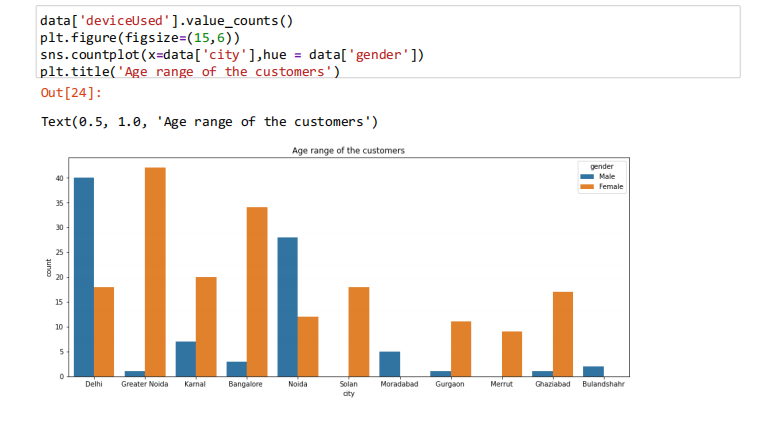 data['deviceUsed'].value_counts()
plt.figure(figsize=(15,6))
sns.countplot(x=data['city'],hue = data['gender'])
plt.title('Age range of the customers')
Out[24]:
Text(0.5, 1.0, 'Age range of the customers')
Age range of the customers
gender
Male
Female
40
35
30
25
20
15
10
5
0
count
Delhi Greater Noida Karnal Bangalore Noida Solan Moradabad Gurgaon Merrut Ghaziabad Bulandshahr
city